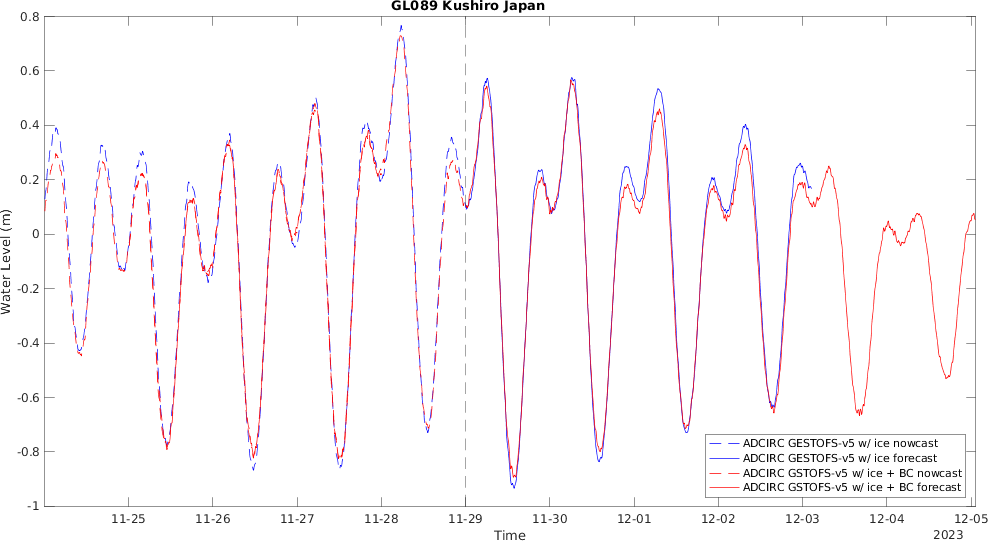 GL089 Kushiro Japan
0.8
0.6
0.4
0.2
0
-0.2
-0.4
-0.6
-0.8
-1
Water Level (m)
11-25 11-26 11-27 11-28 11-29 11-30 12-01 12-02 12-03 12-04 12-05
Time
2023
ADCIRC GESTOFS-v5 w/ ice nowcast
ADCIRC GESTOFS-v5 w/ ice forecast
ADCIRC GSTOFS-v5 w/ ice + BC nowcast
ADCIRC GSTOFS-v5 w/ ice + BC forecast